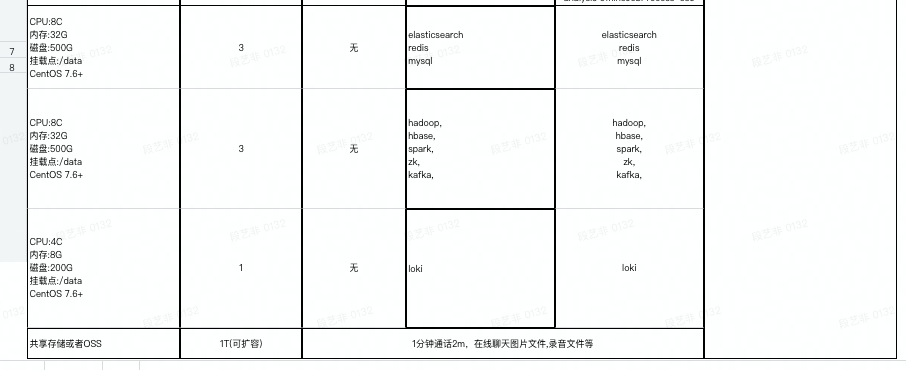 7
8
CPU:8C
内存:32G
磁盘:500G
挂载点:/data
CentOS 7.6+
3
无
elasticsearch
redis
mysql
elasticsearch
redis
mysql
CPU:8C
内存:32G
磁盘:500G
挂载点:/data
CentOS 7.6+
3
无
hadoop,
hbase,
spark,
zk,
kafka,
hadoop,
hbase,
spark,
zk,
kafka,
CPU:4C
内存:8G
磁盘:200G
挂载点:/data
CentOS 7.6+
1
无
loki
loki
共享存储或者OSS
1T(可扩容)
1分钟通话2m，在线聊天图片文件,录音文件等